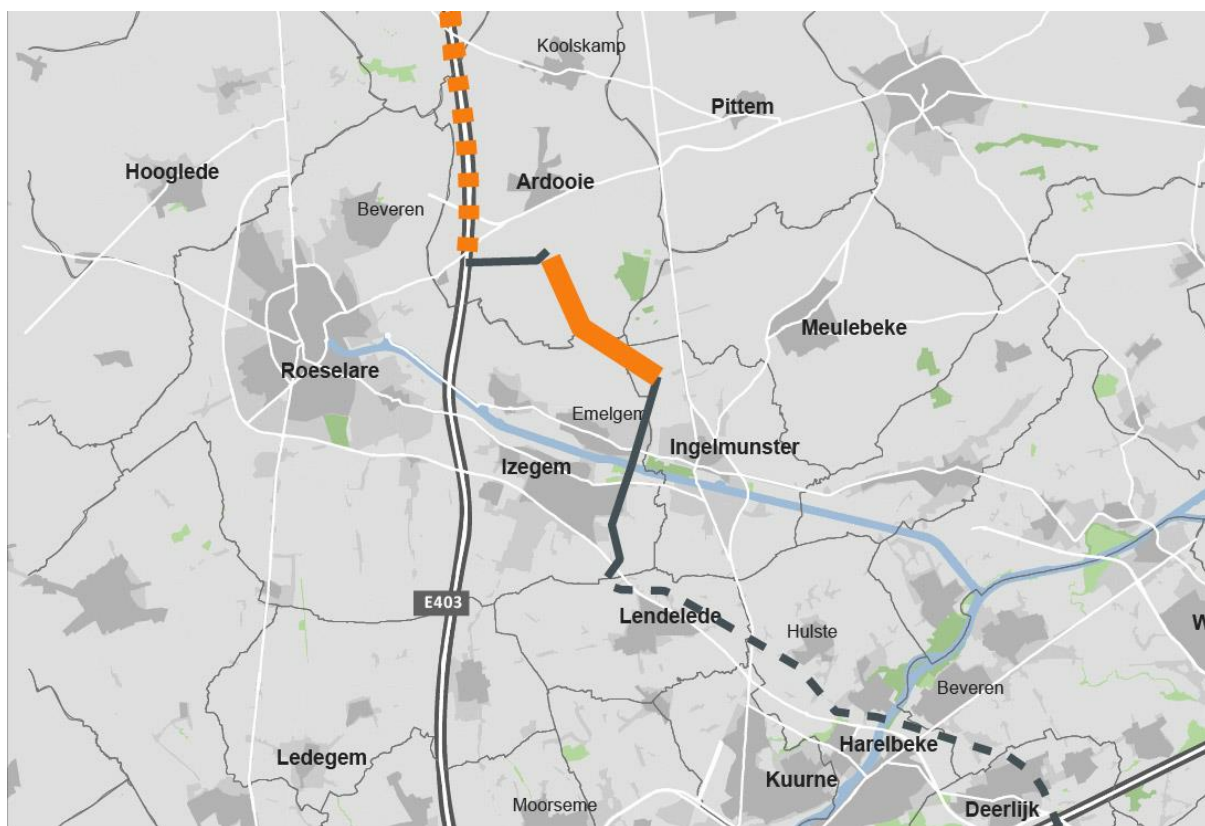 Koolskamp
Pittem
Hooglede
Ardooie
Beveren
Meulebeke
Roeselare
Emelgem
Ingelmunster
Izegem
E403
Lendelede
Hulste
Beveren
Harelbeke
Ledegem
Kuurne
Moorseme
Deerlijk
W